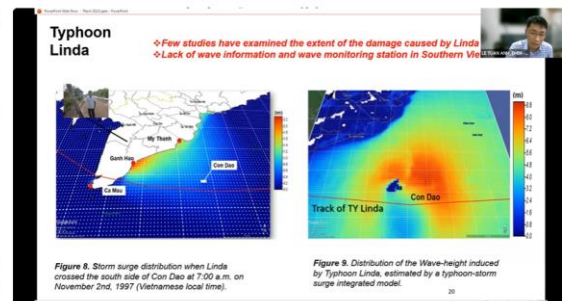 Typhoon
Linda
❖Few studies have examined the extent of the damage caused by Linda
❖Lack of wave information and wave monitoring station in Southern Vie
My Thanh
Ganh Hao
Con Dao
Ca Mau
(m)
Con Dao
Track of TY Linda
Figure 8. Storm surge distribution when Linda
crossed the south side of Con Dao at 7:00 a.m. on
November 2nd, 1997 (Vietnamese local time).
Figure 9. Distribution of the Wave-height induced
by Typhoon Linda, estimated by a typhoon-storm
surge integrated model.
20